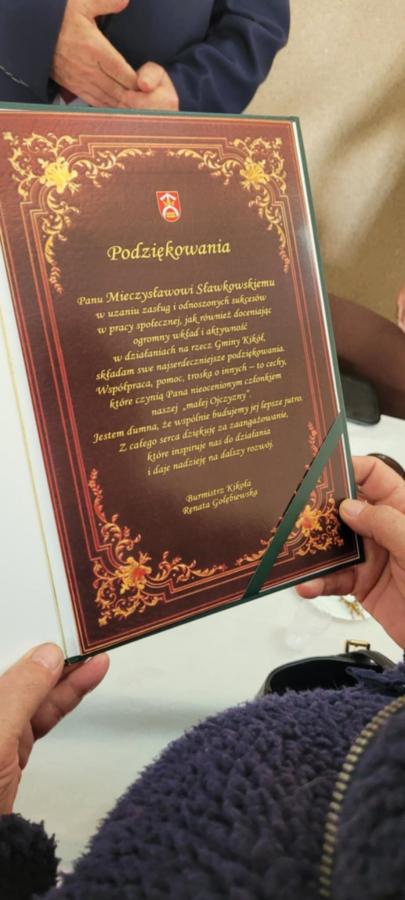 Podziękowania
Panu Mieczysławowi Sławkowskiemu
w uzaniu zasług i odnoszonych sukcesów
w pracy społecznej, jak również doceniając
ogromny wkład i aktywność
w działaniach na rzecz Gminy Kikół,
składam swe najserdeczniejsze podziękowania.
Współpraca, pomoc, troska o innych – to cechy,
które czynią Pana nieocenionym członkiem
naszej „małej Ojczyzny".
Jestem dumna, że wspólnie budujemy jej lepsze jutro.
Z całego serca dziękuję za zaangażowanie,
które inspiruje nas do działania
i daje nadzieję na dalszy rozwój.
Burmistrz Kikoła
Renata Gołębiewska